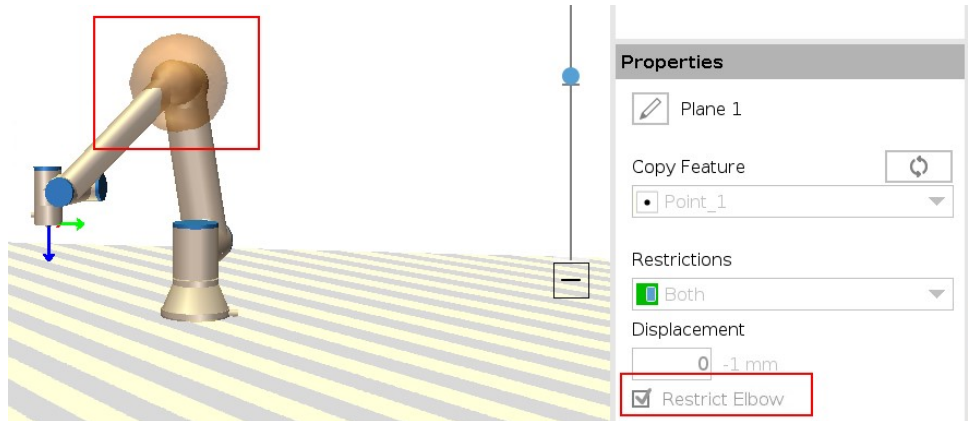 Properties
Plane 1
Copy Feature
Point_1
Restrictions
Both
Displacement
0 -1 mm
Restrict Elbow